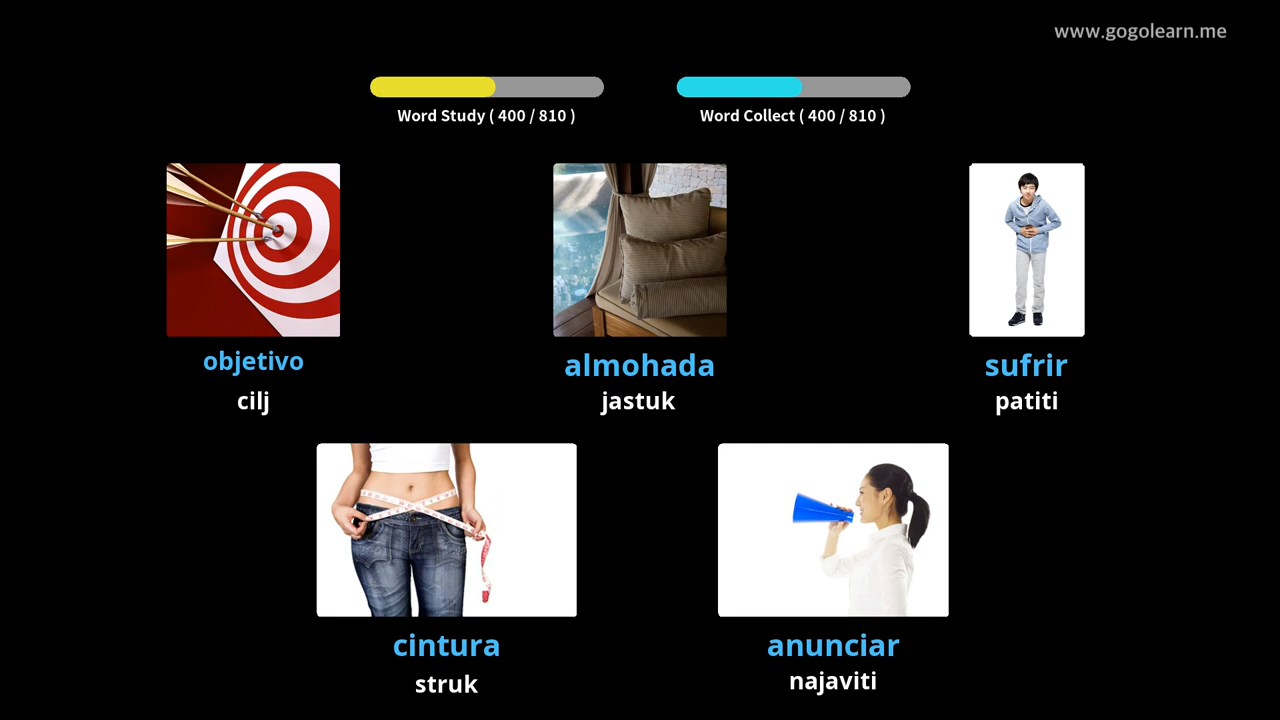 www.gogolearn.me
Word Study ( 400 / 810 )
Word Collect ( 400 / 810 )
objetivo
cilj
almohada
jastuk
sufrir
patiti
cintura
struk
anunciar
najaviti